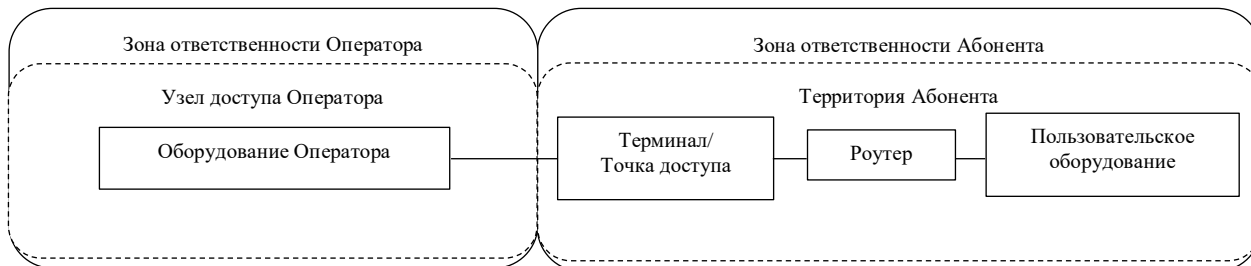 Зона ответственности Оператора
Зона ответственности Абонента
Узел доступа Оператора
Территория Абонента
Оборудование Оператора
Терминал/
Точка доступа
Роутер
Пользовательское
оборудование